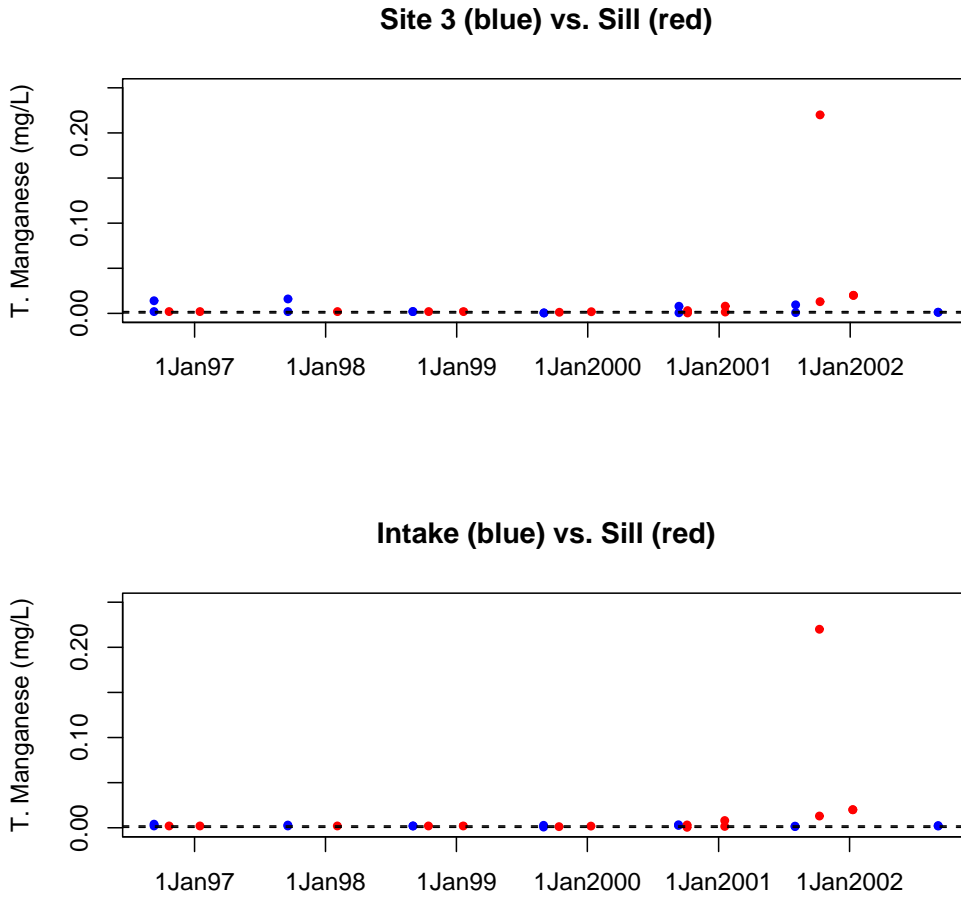 Site 3 (blue) vs. Sill (red)
T. Manganese (mg/L)
0.20
0.10
0.00
1Jan97 1Jan98 1Jan99 1Jan2000 1Jan2001 1Jan2002
Intake (blue) vs. Sill (red)
T. Manganese (mg/L)
0.20
0.10
0.00
1Jan97 1Jan98 1Jan99 1Jan2000 1Jan2001 1Jan2002